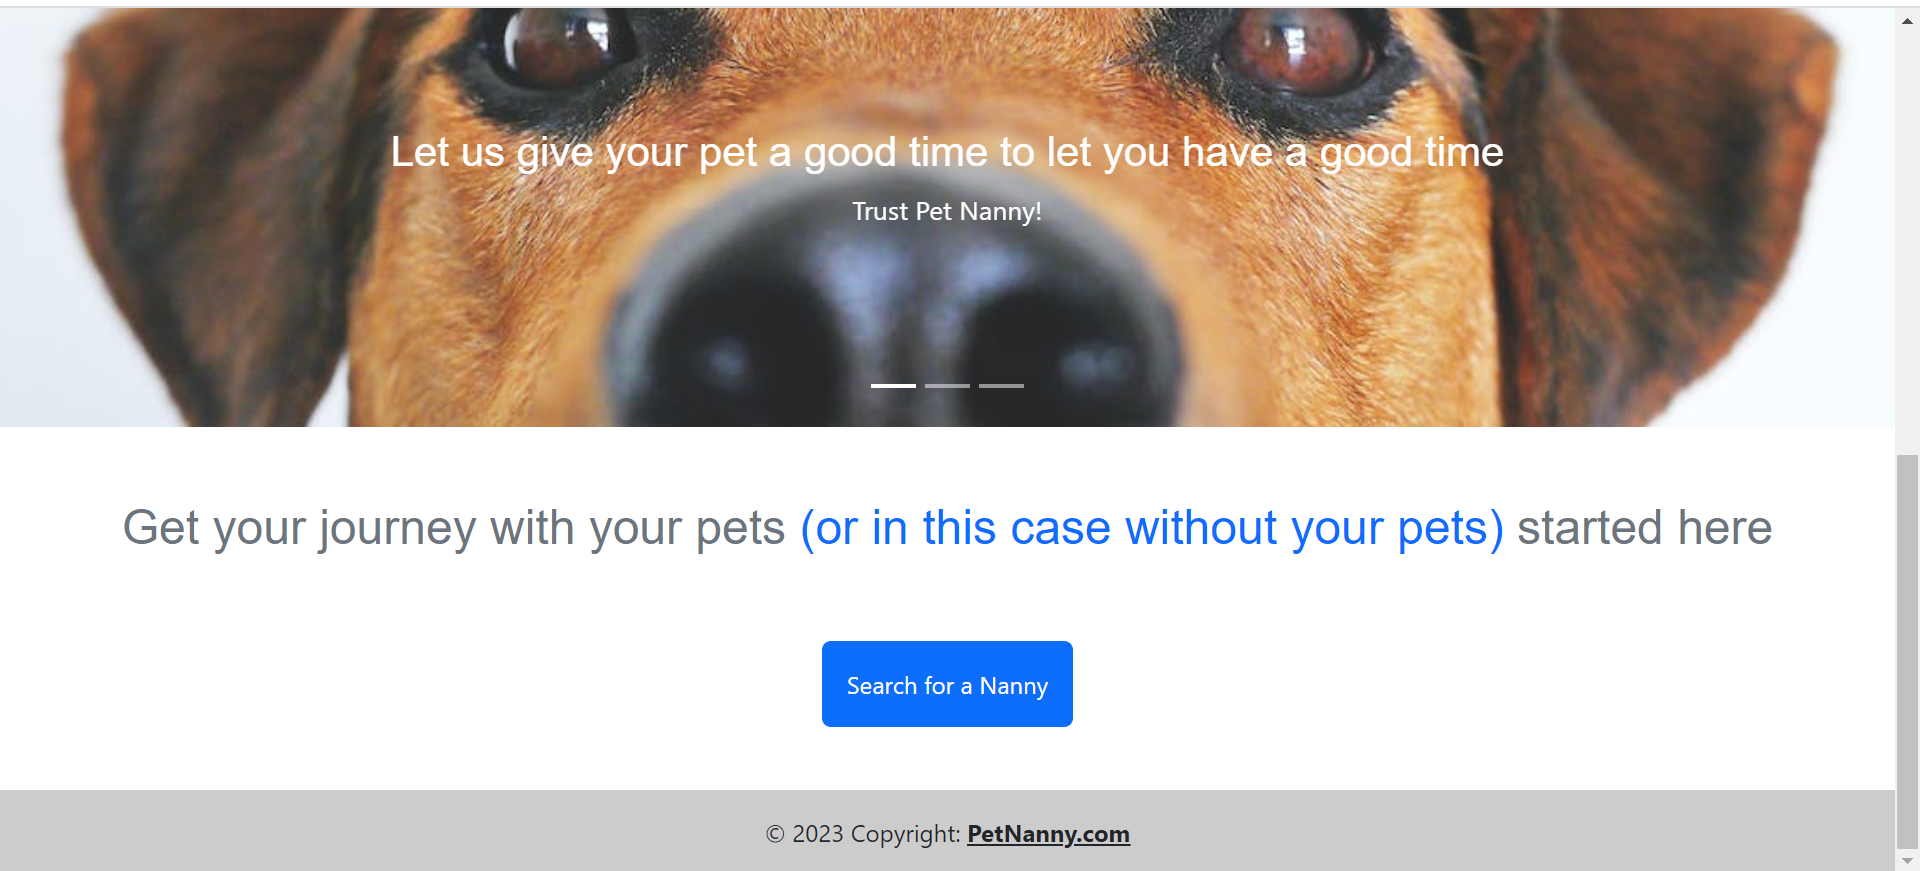 Let us give your pet a good time to let you have a good time
Trust Pet Nanny!
Get your journey with your pets (or in this case without your pets) started here
Search for a Nanny
© 2023 Copyright: PetNanny.com